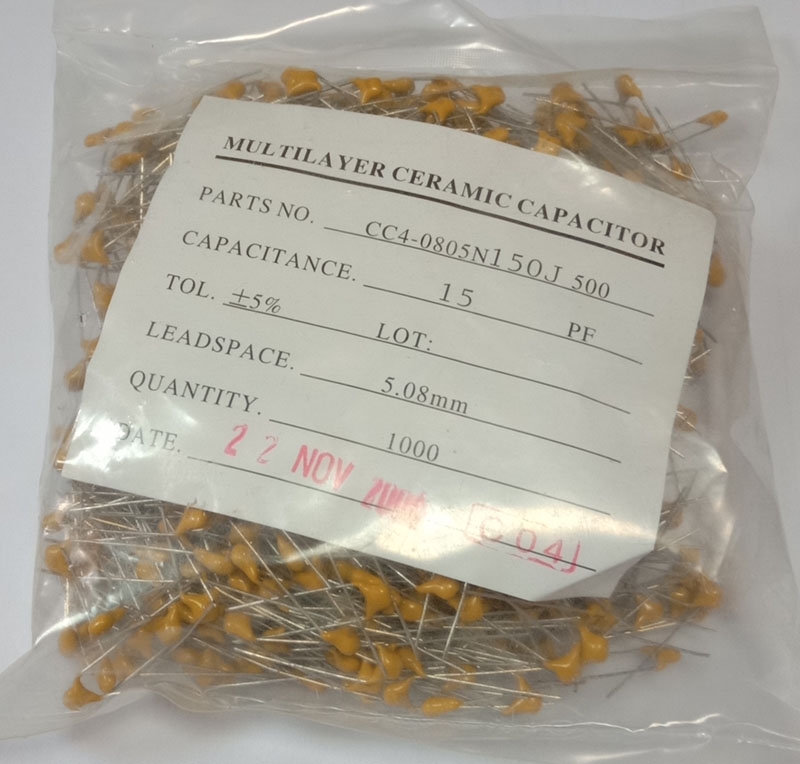 MULTILAYER CERAMIC CAPACITOR
PARTS NO. CC4-0805N150J 500
CAPACITANCE. 15 PF
TOL. ±5% LOT:
LEADSPACE. 5.08mm
QUANTITY. 1000
DATE. 22 NOV